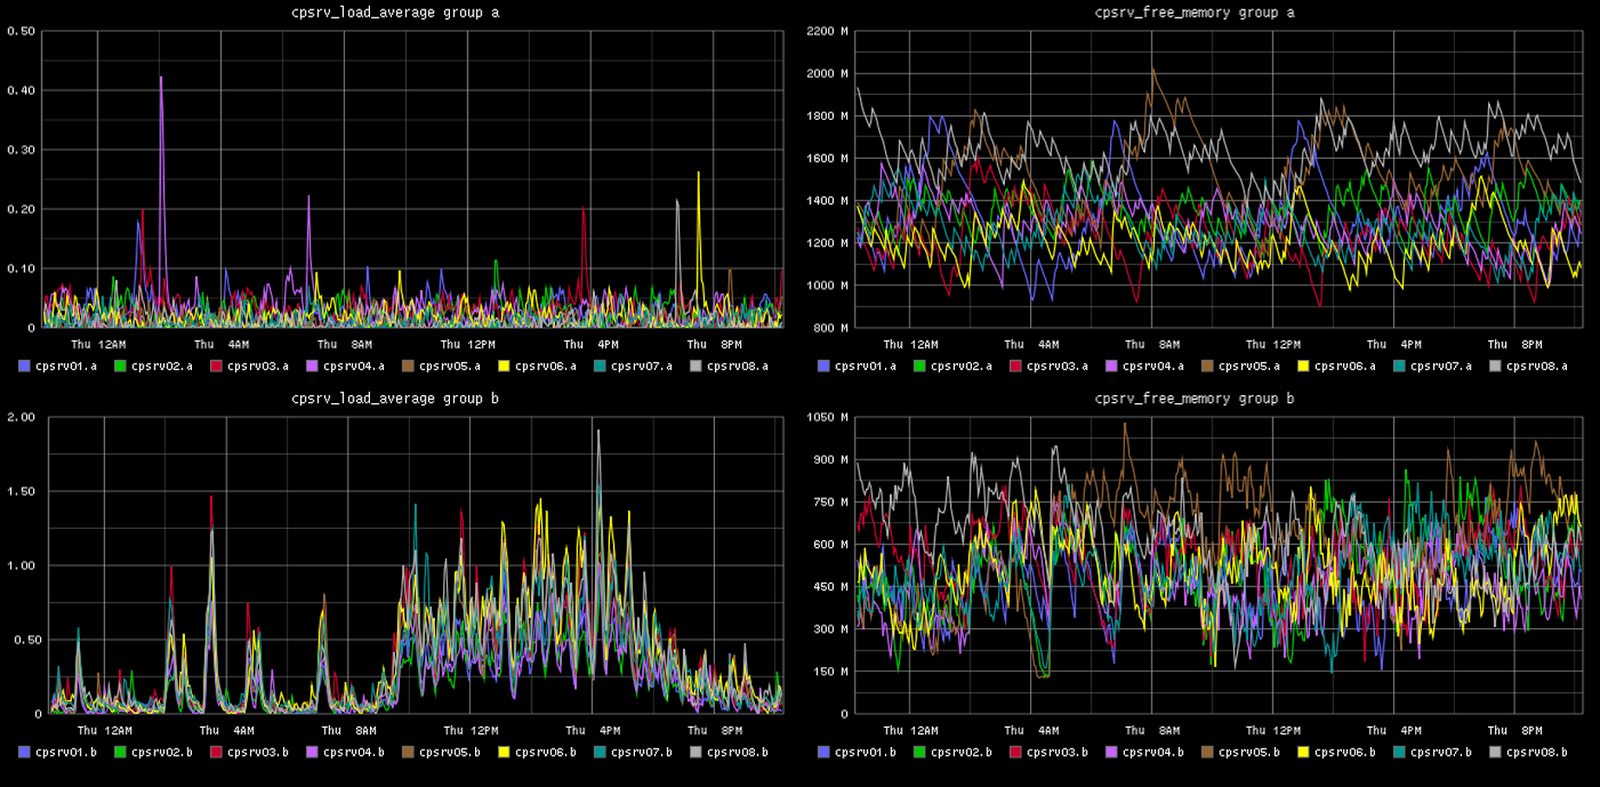 cpsrv_load_average group a
0.50
0.40
0.30
0.20
0.10
0
Thu 12AM Thu 4AM Thu 8AM Thu 12PM Thu 4PM Thu 8PM
cpsrv01.a cpsrv02.a cpsrv03.a cpsrv04.a cpsrv05.a cpsrv06.a cpsrv07.a cpsrv08.a
cpsrv_free_memory group a
2200 M
2000 M
1800 M
1600 M
1400 M
1200 M
1000 M
800 M
Thu 12AM Thu 4AM Thu 8AM Thu 12PM Thu 4PM Thu 8PM
cpsrv01.a cpsrv02.a cpsrv03.a cpsrv04.a cpsrv05.a cpsrv06.a cpsrv07.a cpsrv08.a
cpsrv_load_average group b
2.00
1.50
1.00
0.50
0
Thu 12AM Thu 4AM Thu 8AM Thu 12PM Thu 4PM Thu 8PM
cpsrv01.b cpsrv02.b cpsrv03.b cpsrv04.b cpsrv05.b cpsrv06.b cpsrv07.b cpsrv08.b
cpsrv_free_memory group b
1050 M
900 M
750 M
600 M
450 M
300 M
150 M
0
Thu 12AM Thu 4AM Thu 8AM Thu 12PM Thu 4PM Thu 8PM
cpsrv01.b cpsrv02.b cpsrv03.b cpsrv04.b cpsrv05.b cpsrv06.b cpsrv07.b cpsrv08.b